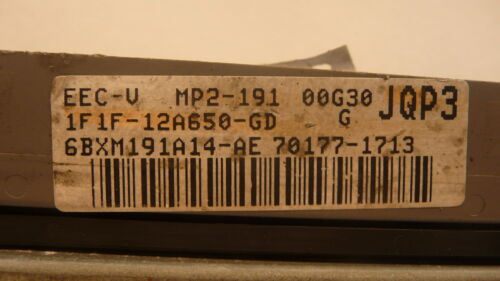 EEC-V MP2-191 00G30 JQP3
1F1F-12A650-GD G
6BXM191A14-AE 70177-1713